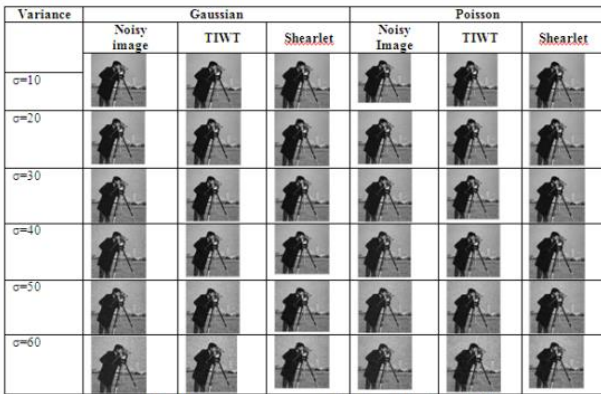 Variance Gaussian Poisson
Noisy image TIWT Shearlet Noisy Image TIWT Shearlet
σ=10
σ=20
σ=30
σ=40
σ=50
σ=60